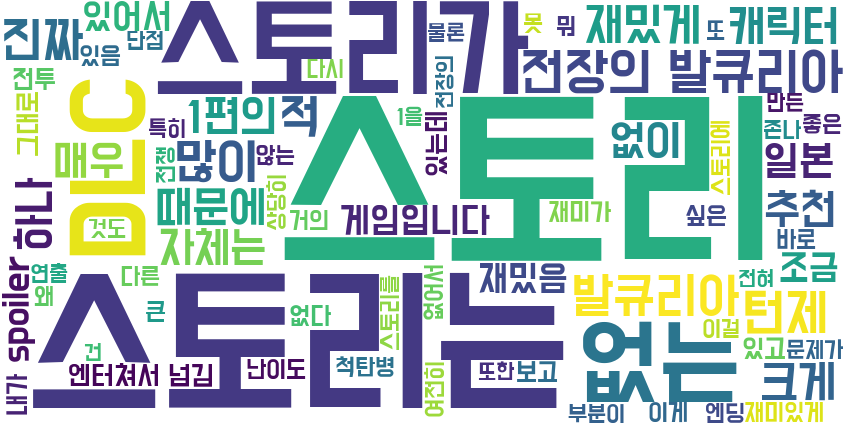 있어서
스토리가
못
뭐
재밌게
또
캐릭터
진짜
있음
단점
물론
전투
다시
전장의
전장의 발큐리아
그대로
DLC
1편의
적
1을
만든
특히
많이
않는
있는데
없이
존나
좋은
매우
전쟁
스토리
스토리에
일본
하나
때문에
상당히
거의
게임입니다
재미가
싶은
추천
것도
자체는
바로
spoiler
연출
다른
스토리를
없어서
재밌음
발큐리아
턴제
전혀
조금
왜
큰
없다
스토리는
없는
이걸
있고
문제가
건
엔터쳐서 넘김
난이도
척탄병
여전히
또한
보고
크게
내가
부분이
이게
엔딩
재미있게